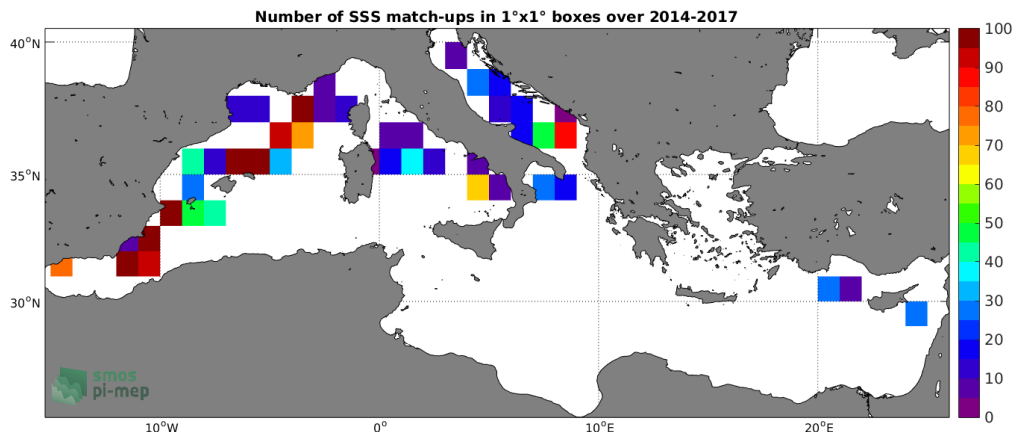 Number of SSS match-ups in 1°x1° boxes over 2014-2017
40°N
35°N
30°N
10°W
0°
10°E
20°E
100
90
80
70
60
50
40
30
20
10
0
smos
pi-mep